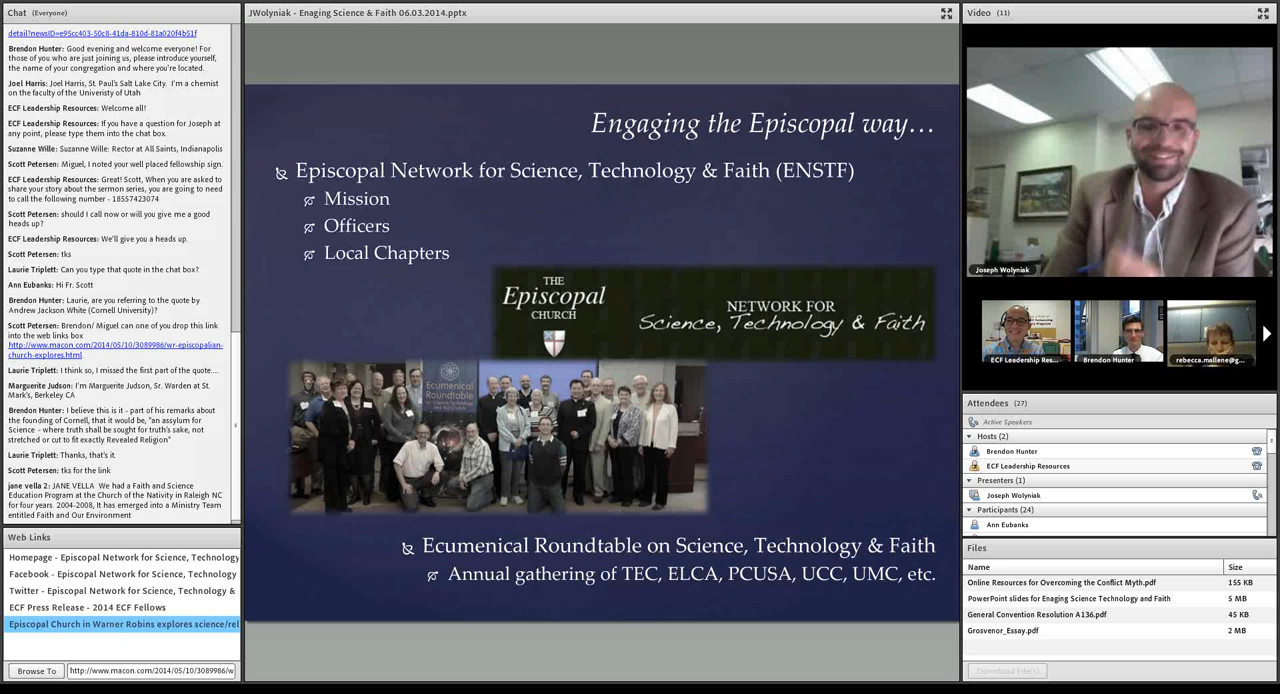 Chat (Everyone)
detail?newsID=e95cc403-50c8-41da-810d-81a020f4b51f
Brendon Hunter: Good evening and welcome everyone! For
those of you who are just joining us, please introduce yourself,
the name of your congregation and where you're located.
Joel Harris: Joel Harris, St. Paul's Salt Lake City. I'm a chemist
on the faculty of the Univeristy of Utah
ECF Leadership Resources: Welcome all!
ECF Leadership Resources: If you have a question for Joseph at
any point, please type them into the chat box.
Suzanne Wille: Suzanne Wille: Rector at All Saints, Indianapolis
Scott Petersen: Miguel, I noted your well placed fellowship sign.
ECF Leadership Resources: Great! Scott, When you are asked to
share your story about the sermon series, you are going to need
to call the following number - 18557423074
Scott Petersen: should I call now or will you give me a good
heads up?
ECF Leadership Resources: We'll give you a heads up.
Scott Petersen: tks
Laurie Triplett: Can you type that quote in the chat box?
Ann Eubanks: Hi Fr. Scott
Brendon Hunter: Laurie, are you referring to the quote by
Andrew Jackson White (Cornell University)?
Scott Petersen: Brendon/ Miguel can one of you drop this link
into the web links box
http://www.macon.com/2014/05/10/3089986/wr-episcopalian-
church-explores.html
Laurie Triplett: I think so, I missed the first part of the quote....
Marguerite Judson: I'm Marguerite Judson, Sr. Warden at St.
Mark's, Berkeley CA
Brendon Hunter: I believe this is it - part of his remarks about
the founding of Cornell, that it would be, "an assylum for
Science - where truth shall be sought for truth's sake, not
stretched or cut to fit exactly Revealed Religion"
Laurie Triplett: Thanks, that's it.
Scott Petersen: tks for the link
jane vella 2: JANE VELLA We had a Faith and Science
Education Program at the Church of the Nativity in Raleigh NC
for four years 2004-2008, It has emerged into a Ministry Team
entitled Faith and Our Environment
Web Links
Homepage - Episcopal Network for Science, Technology
Facebook - Episcopal Network for Science, Technology
Twitter - Episcopal Network for Science, Technology &
ECF Press Release - 2014 ECF Fellows
Episcopal Church in Warner Robins explores science/rel
Browse To
http://www.macon.com/2014/05/10/3089986/w
JWolyniak - Enaging Science & Faith 06.03.2014.pptx
Engaging the Episcopal way…
Episcopal Network for Science, Technology & Faith (ENSTF)
Mission
Officers
Local Chapters
THE
Episcopal
CHURCH
NETWORK FOR
Science, Technology & Faith
Ecumenical
Roundtable
Ecumenical Roundtable on Science, Technology & Faith
Annual gathering of TEC, ELCA, PCUSA, UCC, UMC, etc.
Video (11)
Joseph Wolyniak
ECF Leadership Res...
Brendon Hunter
rebecca.mallene@g...
Attendees (27)
Active Speakers
Hosts (2)
Brendon Hunter
ECF Leadership Resources
Presenters (1)
Joseph Wolyniak
Participants (24)
Ann Eubanks
Files
Name Size
Online Resources for Overcoming the Conflict Myth.pdf 155 KB
PowerPoint slides for Enaging Science Technology and Faith 5 MB
General Convention Resolution A136.pdf 45 KB
Grosvenor_Essay.pdf 2 MB
Download File(s)